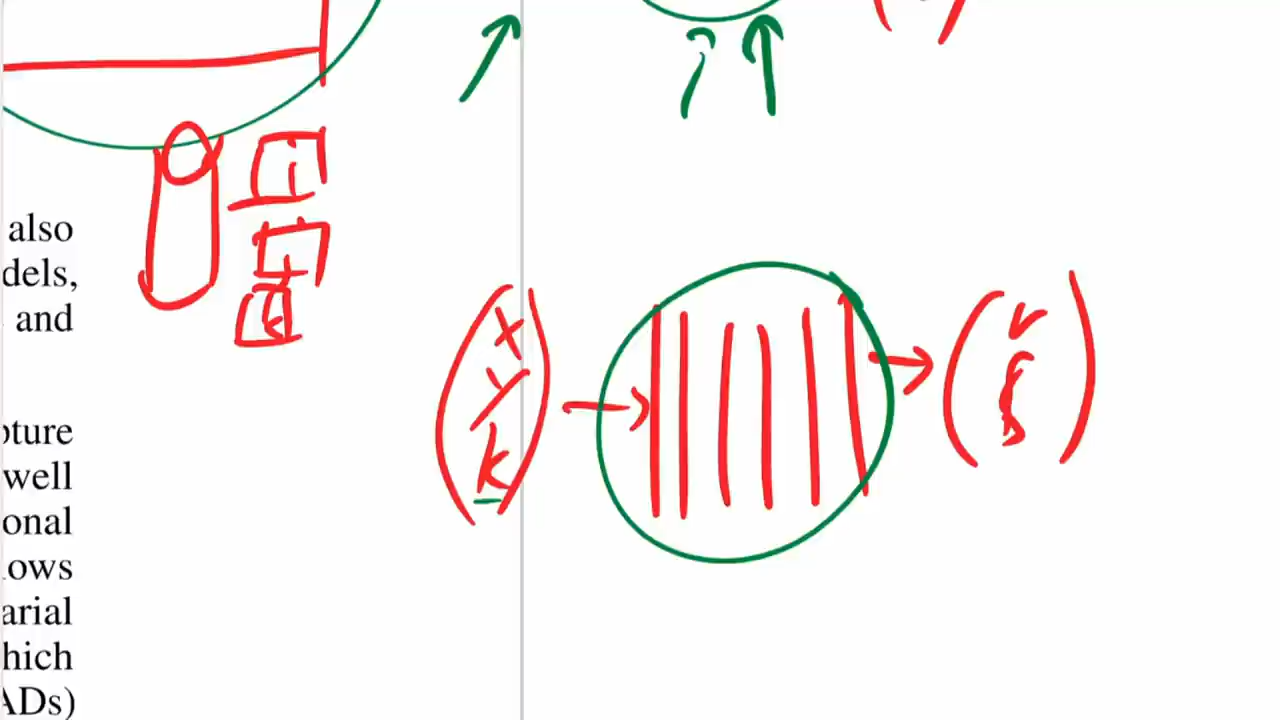 also
dels,
and
pture
well
onal
lows
arial
hich
ADs)
i
k
x
y
k
r
g
b